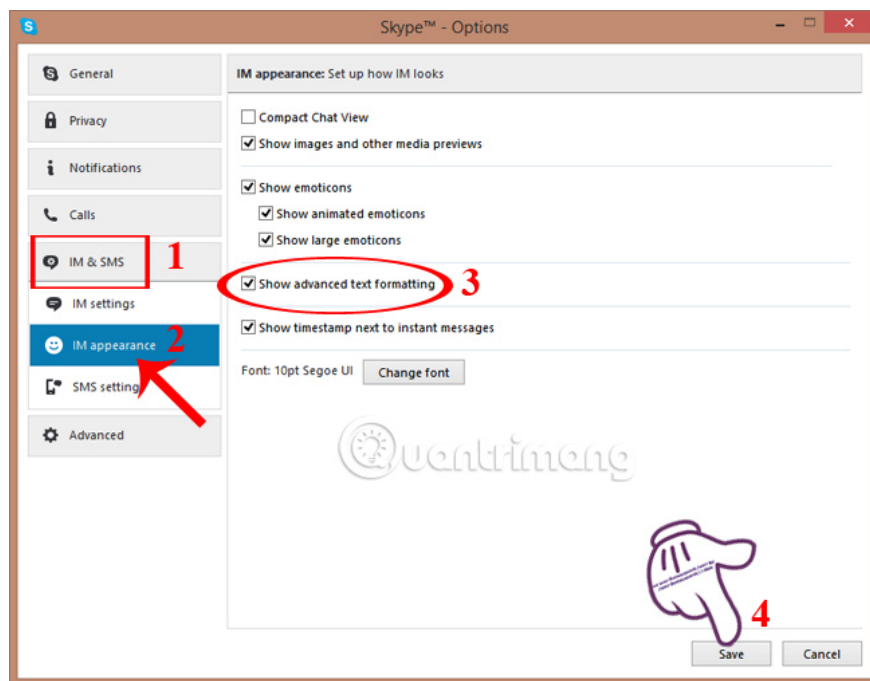 Skype™ - Options
General
Privacy
Notifications
Calls
IM & SMS
1
IM settings
IM appearance
2
SMS setting
Advanced
IM appearance: Set up how IM looks
Compact Chat View
Show images and other media previews
Show emoticons
Show animated emoticons
Show large emoticons
Show advanced text formatting
3
Show timestamp next to instant messages
Font: 10pt Segoe UI
Change font
Quantrimang
4
Save
Cancel